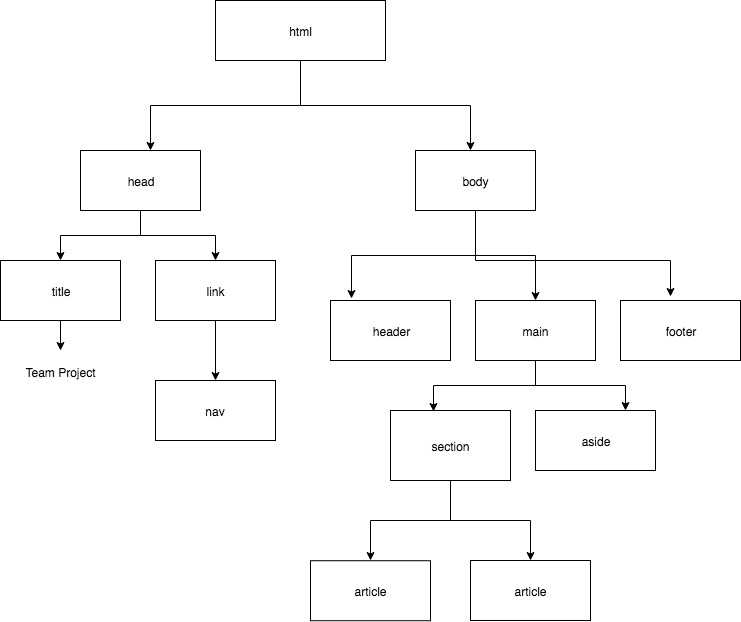 html
head
body
title
link
header
main
footer
Team Project
nav
section
aside
article
article